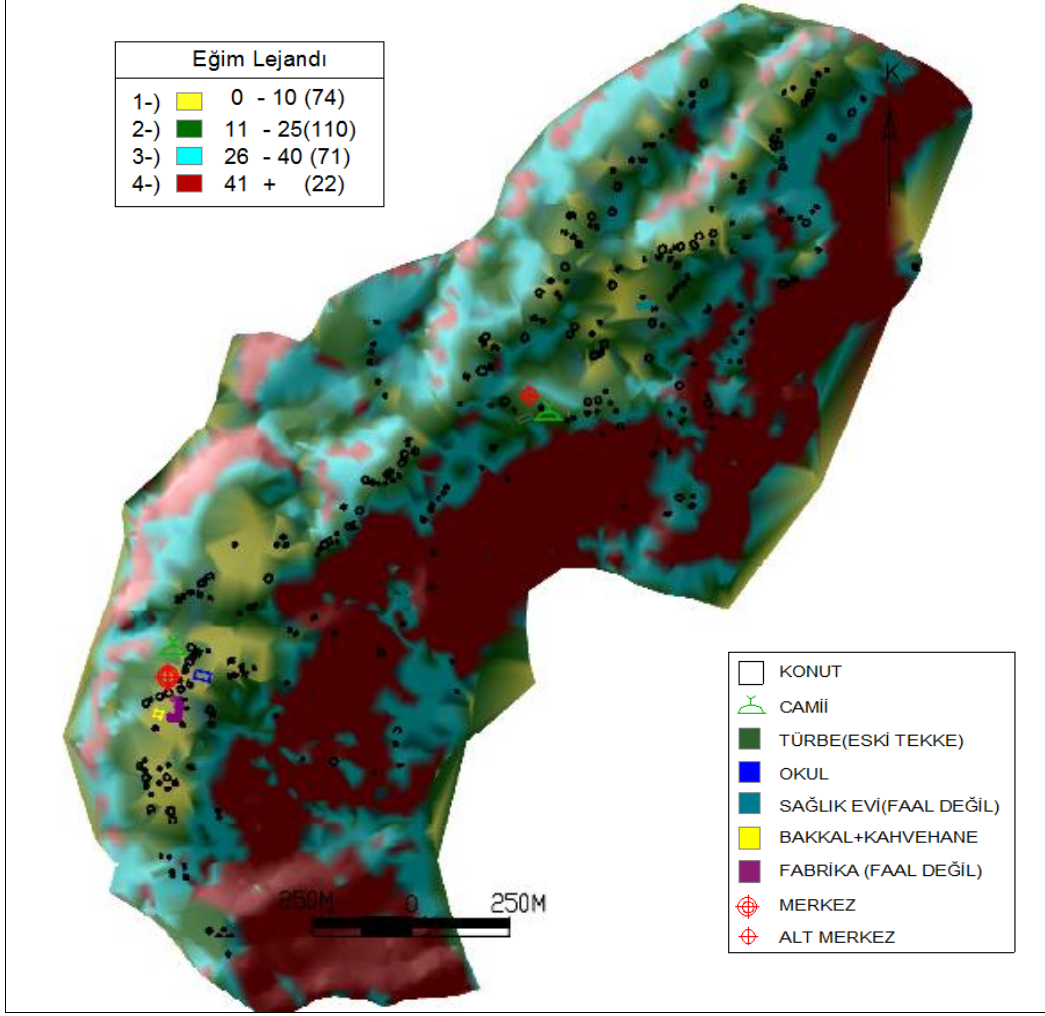 Eğim Lejandı
1-) 0 - 10 (74)
2-) 11 - 25(110)
3-) 26 - 40 (71)
4-) 41 + (22)
K
250M 0 250M
KONUT
CAMİİ
TÜRBE(ESKİ TEKKE)
OKUL
SAĞLIK EVİ(FAAL DEĞİL)
BAKKAL+KAHVEHANE
FABRİKA (FAAL DEĞİL)
MERKEZ
ALT MERKEZ